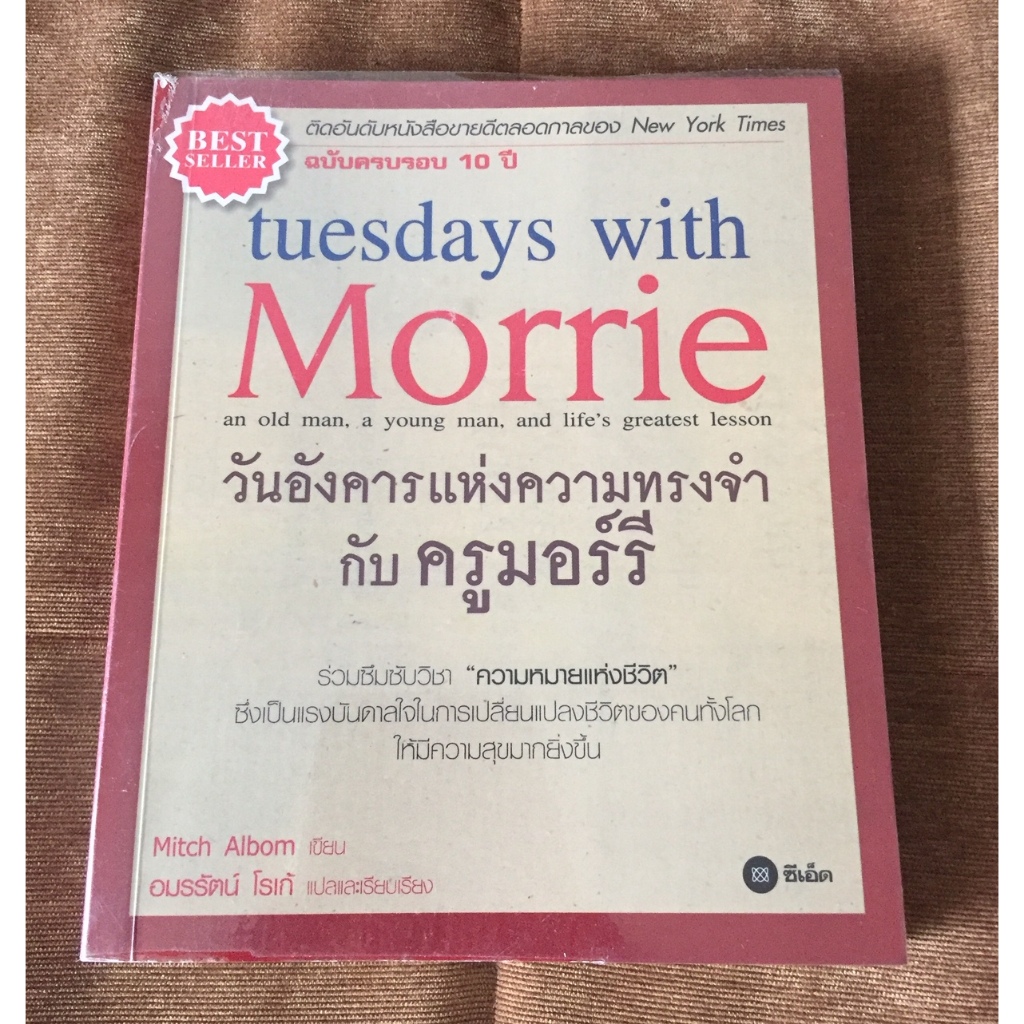 BEST
SELLER
ติดอันดับหนังสือขายดีตลอดกาลของ New York Times
ฉบับครบรอบ 10 ปี
tuesdays with
Morrie
an old man, a young man, and life's greatest lesson
วันอังคารแห่งความทรงจำ
กับ ครูมอร์รี
ร่วมซึมซับวิชา "ความหมายแห่งชีวิต"
ซึ่งเป็นแรงบันดาลใจในการเปลี่ยนแปลงชีวิตของคนทั้งโลก
ให้มีความสุขมากยิ่งขึ้น
Mitch Albom เขียน
อมรรัตน์ โรเก้ แปลและเรียบเรียง
ซีเอ็ด